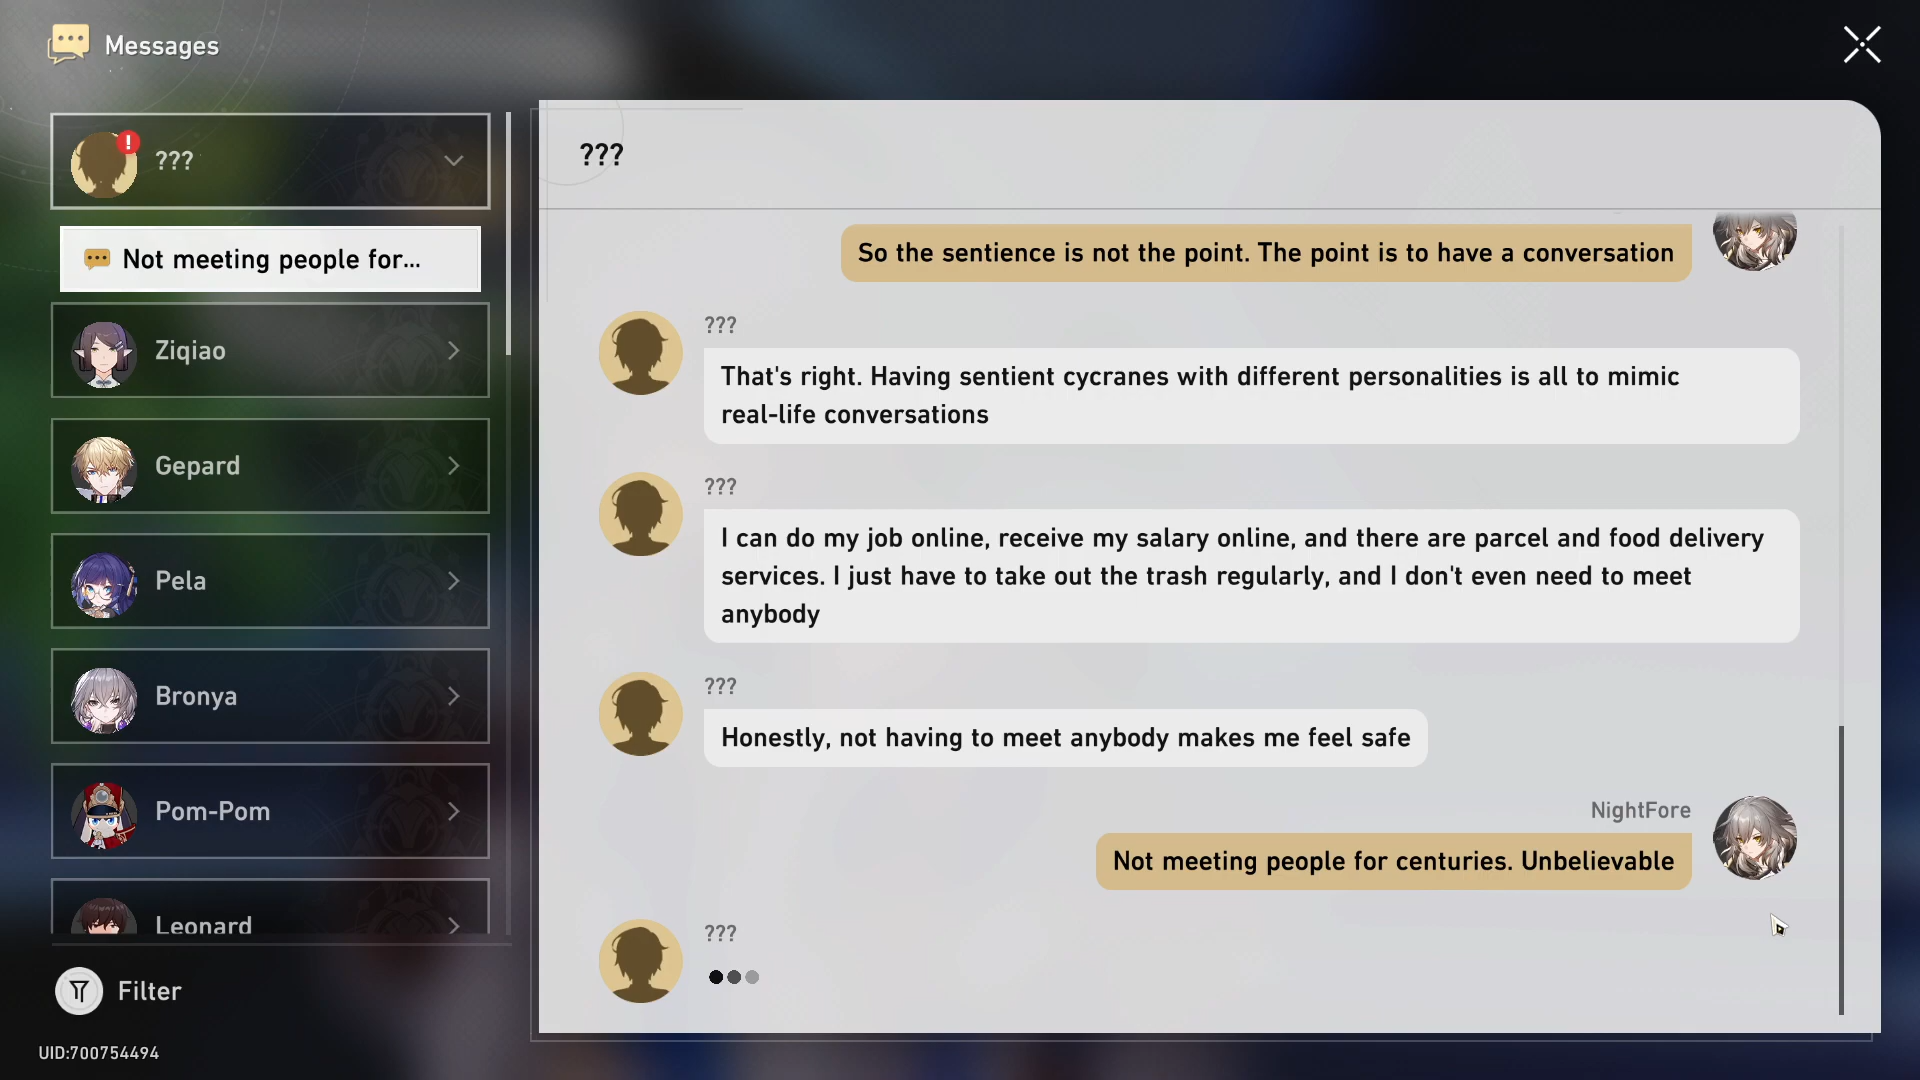 Messages
???
!
Not meeting people for...
Ziqiao
Gepard
Pela
Bronya
Pom-Pom
Leonard
Filter
UID:700754494
???
So the sentience is not the point. The point is to have a conversation
???
That's right. Having sentient cycranes with different personalities is all to mimic
real-life conversations
???
I can do my job online, receive my salary online, and there are parcel and food delivery
services. I just have to take out the trash regularly, and I don't even need to meet
anybody
???
Honestly, not having to meet anybody makes me feel safe
NightFore
Not meeting people for centuries. Unbelievable
???